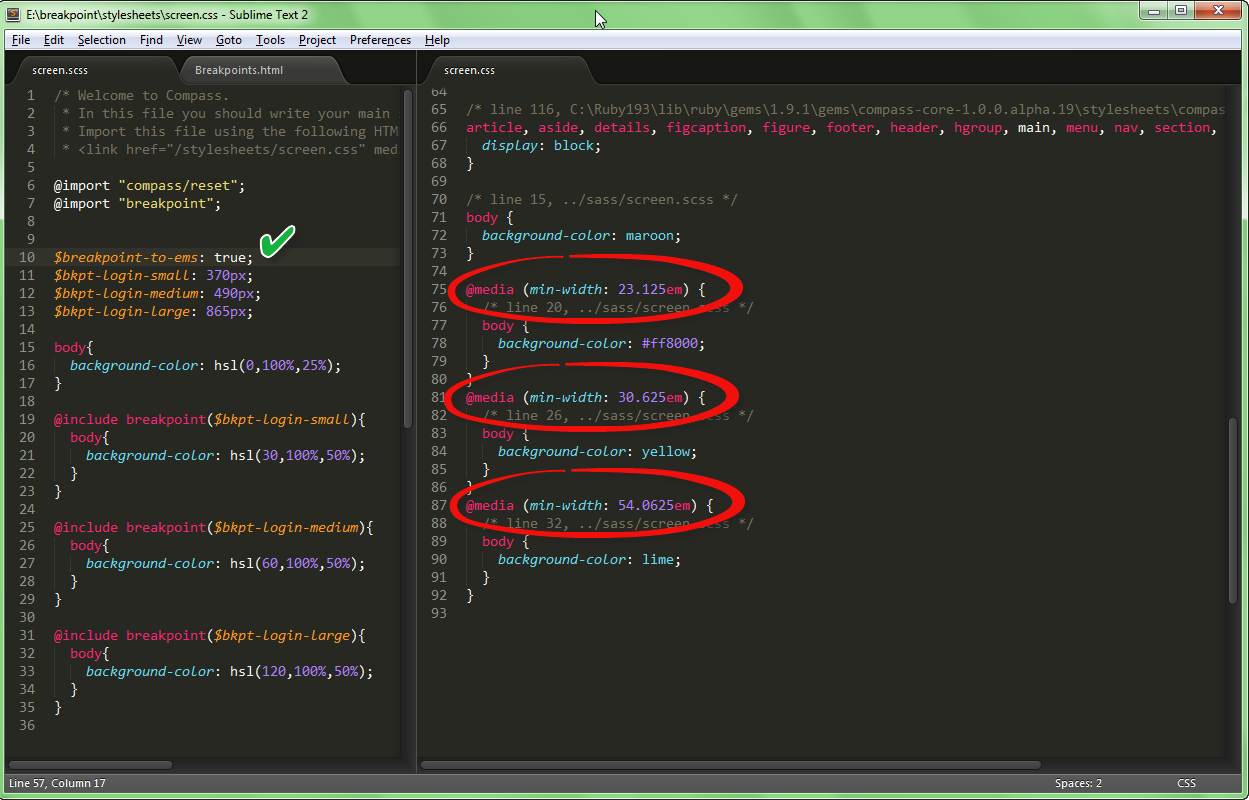 E:\breakpoint\stylesheets\screen.css - Sublime Text 2
File Edit Selection Find View Goto Tools Project Preferences Help
screen.scss
Breakpoints.html
1 /* Welcome to Compass.
2 * In this file you should write your main
3 * Import this file using the following HTM
4 * <link href="/stylesheets/screen.css" med
5
6 @import "compass/reset";
7 @import "breakpoint";
8
9
10 $breakpoint-to-ems: true;
11 $bkpt-login-small: 370px;
12 $bkpt-login-medium: 490px;
13 $bkpt-login-large: 865px;
14
15 body{
16 background-color: hsl(0,100%,25%);
17 }
18
19 @include breakpoint($bkpt-login-small){
20 body{
21 background-color: hsl(30,100%,50%);
22 }
23 }
24
25 @include breakpoint($bkpt-login-medium){
26 body{
27 background-color: hsl(60,100%,50%);
28 }
29 }
30
31 @include breakpoint($bkpt-login-large){
32 body{
33 background-color: hsl(120,100%,50%);
34 }
35 }
36
screen.css
64
65 /* line 116, C:\Ruby193\lib\ruby\gems\1.9.1\gems\compass-core-1.0.0.alpha.19\stylesheets\compas
66 article, aside, details, figcaption, figure, footer, header, hgroup, main, menu, nav, section,
67 display: block;
68 }
69
70 /* line 15, ../sass/screen.scss */
71 body {
72 background-color: maroon;
73 }
74
75 @media (min-width: 23.125em) {
76 /* line 20, ../sass/screen.scss */
77 body {
78 background-color: #ff8000;
79 }
80 }
81 @media (min-width: 30.625em) {
82 /* line 26, ../sass/screen.scss */
83 body {
84 background-color: yellow;
85 }
86 }
87 @media (min-width: 54.0625em) {
88 /* line 32, ../sass/screen.scss */
89 body {
90 background-color: lime;
91 }
92 }
93
Line 57, Column 17
Spaces: 2
CSS